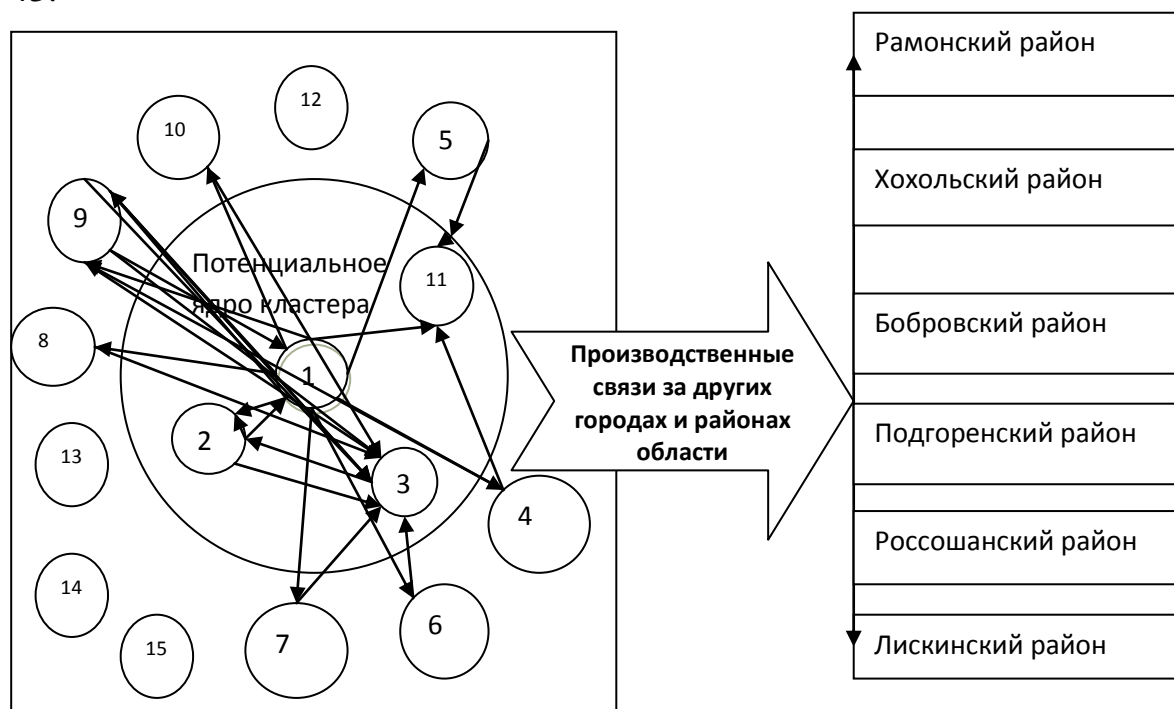 12
10
5
9
Потенциальное
ядро кластера
11
8
1
2
3
4
13
14
15
7
6
Производственные
связи за других
городах и районах
области
Рамонский район
Хохольский район
Бобровский район
Подгоренский район
Россошанский район
Лискинский район